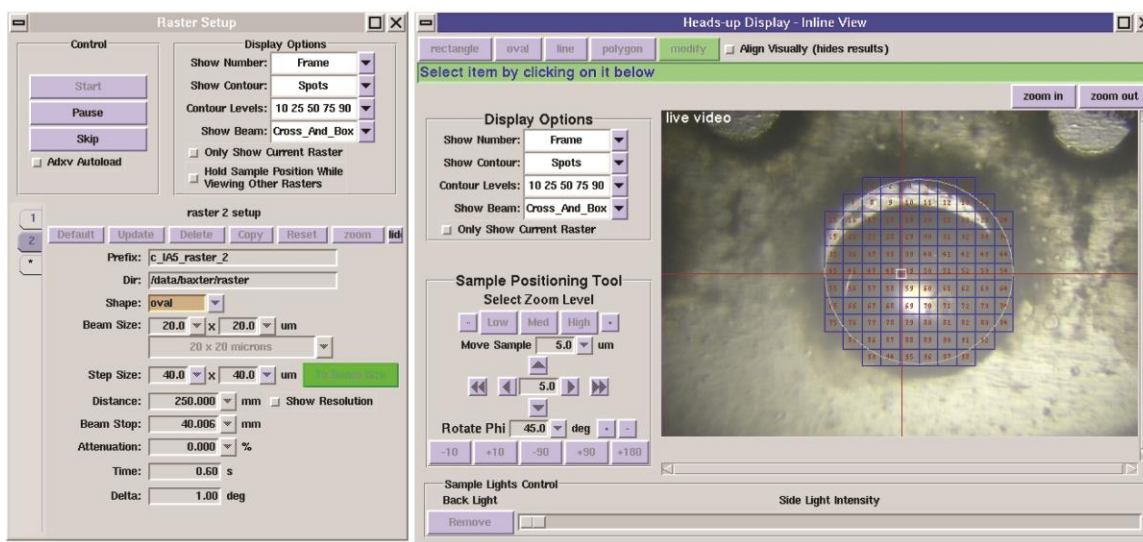 Raster Setup
Control
Start
Pause
Skip
Adxv Autoload
Display Options
Show Number: Frame
Show Contour: Spots
Contour Levels: 10 25 50 75 90
Show Beam: Cross_And_Box
Only Show Current Raster
Hold Sample Position While
Viewing Other Rasters
1
2
*
raster 2 setup
Default Update Delete Copy Reset zoom lid
Prefix: c_IA5_raster_2
Dir: /data/baxter/raster
Shape: oval
Beam Size: 20.0 x 20.0 um
20 x 20 microns
Step Size: 40.0 x 40.0 um
Distance: 250.000 mm Show Resolution
Beam Stop: 40.006 mm
Attenuation: 0.000 %
Time: 0.60 s
Delta: 1.00 deg
Heads-up Display - Inline View
rectangle oval line polygon modify Align Visually (hides results)
Select item by clicking on it below
zoom in zoom out
Display Options
Show Number: Frame
Show Contour: Spots
Contour Levels: 10 25 50 75 90
Show Beam: Cross_And_Box
Only Show Current Raster
Sample Positioning Tool
Select Zoom Level
- Low Med High +
Move Sample 5.0 um
5.0
Rotate Phi 45.0 deg + -
-10 +10 -90 +90 +180
live video
Sample Lights Control
Back Light Side Light Intensity
Remove